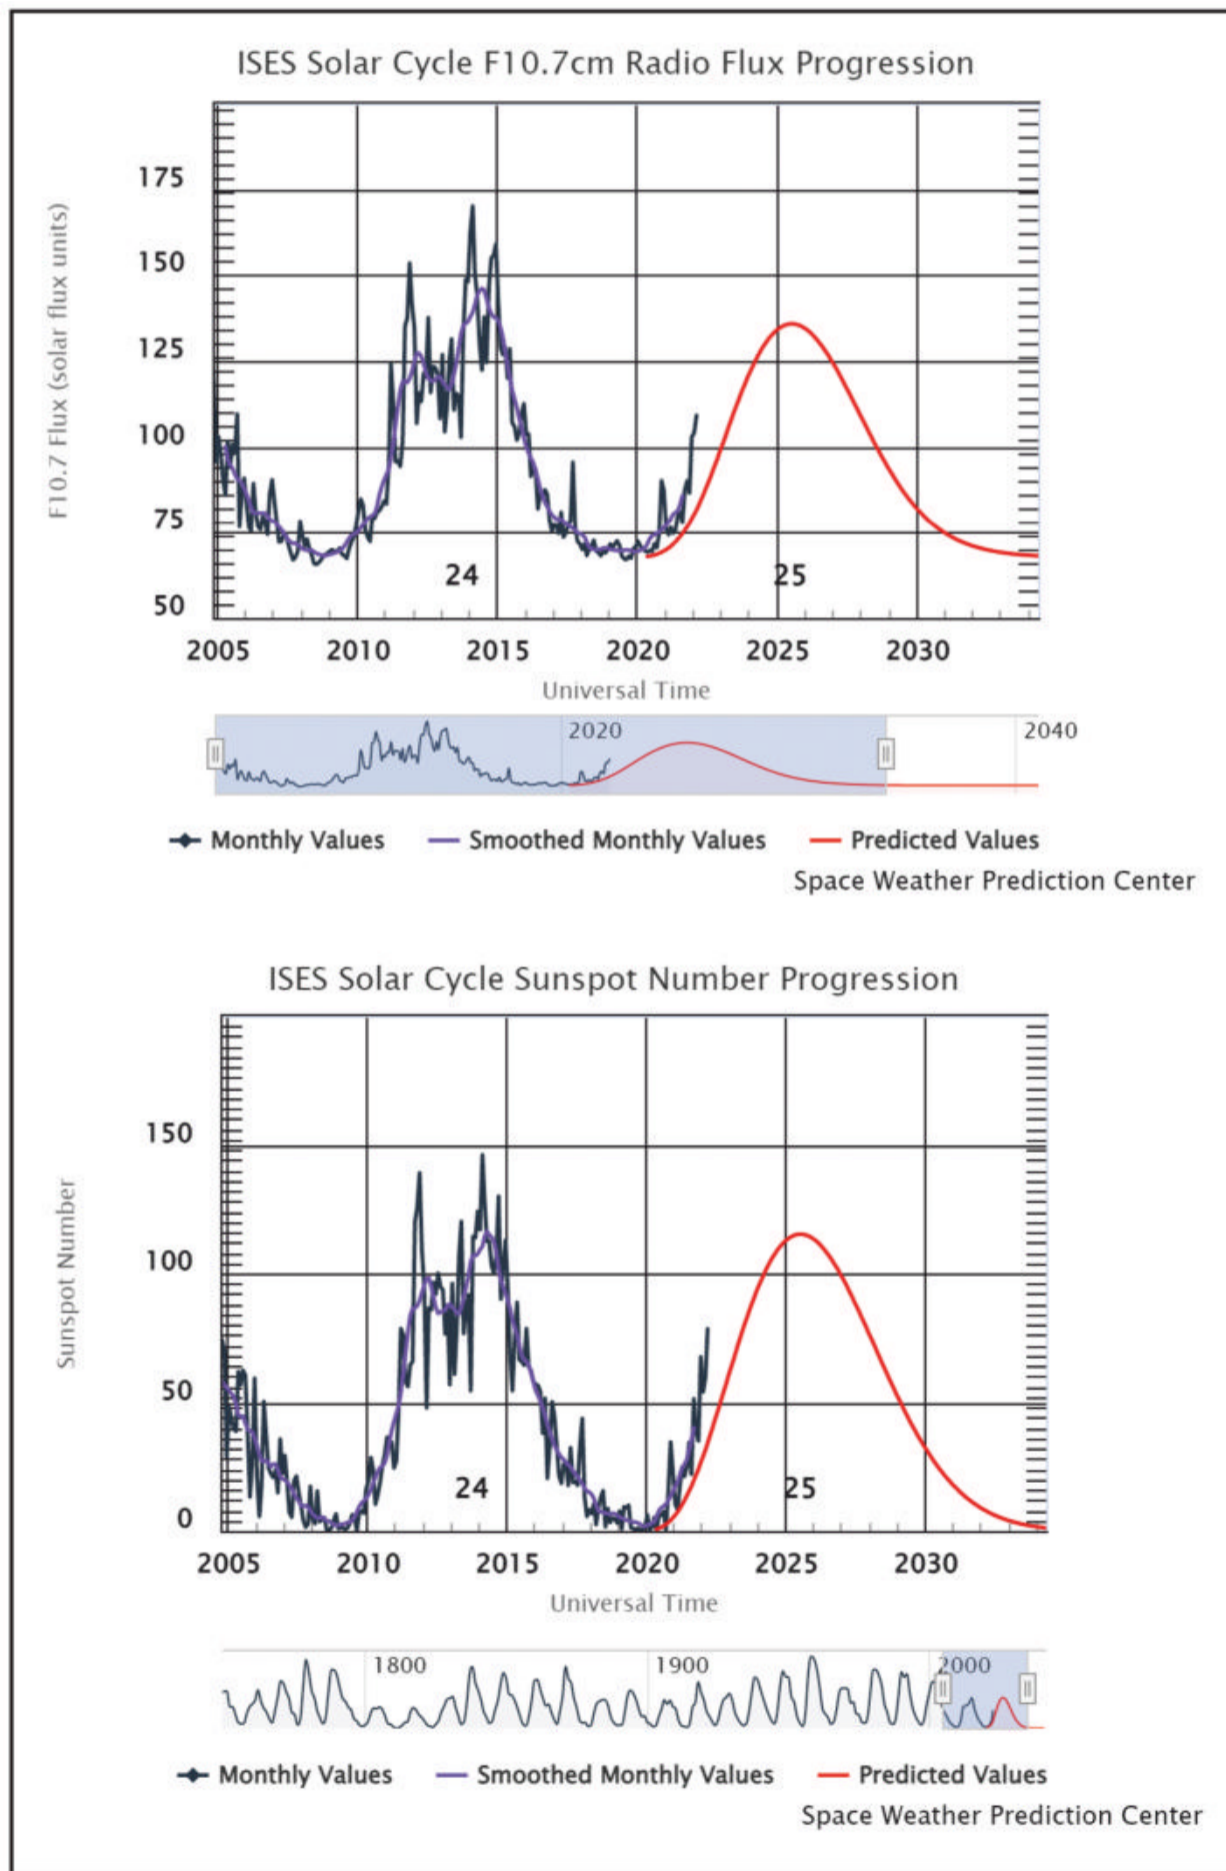 ISES Solar Cycle F10.7cm Radio Flux Progression
F10.7 Flux (solar flux units)
175
150
125
100
75
50
24
25
2005 2010 2015 2020 2025 2030
Universal Time
2020 2040
Monthly Values Smoothed Monthly Values Predicted Values
Space Weather Prediction Center
ISES Solar Cycle Sunspot Number Progression
Sunspot Number
150
100
50
0
24
25
2005 2010 2015 2020 2025 2030
Universal Time
1800 1900 2000
Monthly Values Smoothed Monthly Values Predicted Values
Space Weather Prediction Center